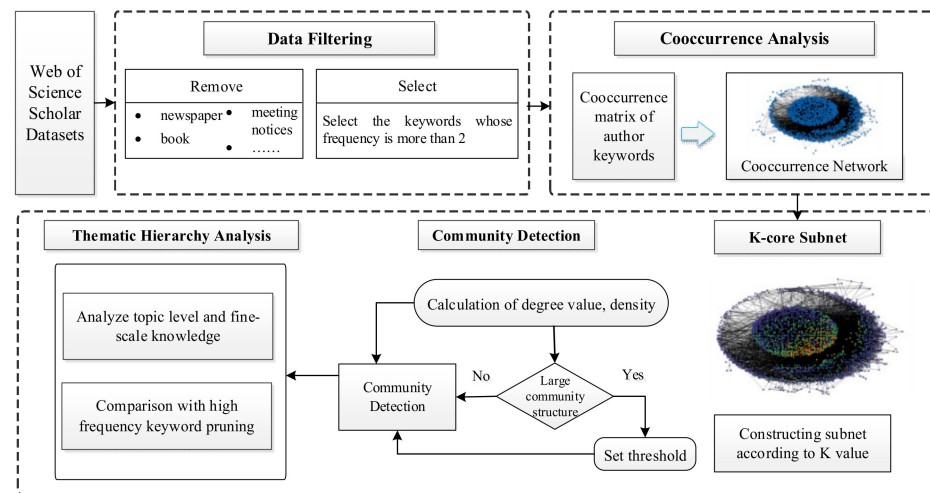 Web of
Science
Scholar
Datasets
Data Filtering
Remove
• newspaper
• book
• meeting
notices
• ……
Select
Select the keywords whose
frequency is more than 2
Cooccurrence Analysis
Cooccurrence
matrix of
author
keywords
Cooccurrence Network
Thematic Hierarchy Analysis
Analyze topic level and fine-
scale knowledge
Comparison with high
frequency keyword pruning
Community Detection
Calculation of degree value, density
Community
Detection
No
Large
community
structure
Yes
Set threshold
K-core Subnet
Constructing subnet
according to K value